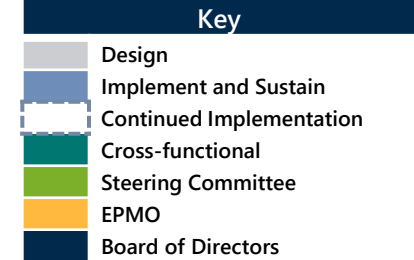 Key
Design
Implement and Sustain
Continued Implementation
Cross-functional
Steering Committee
EPMO
Board of Directors